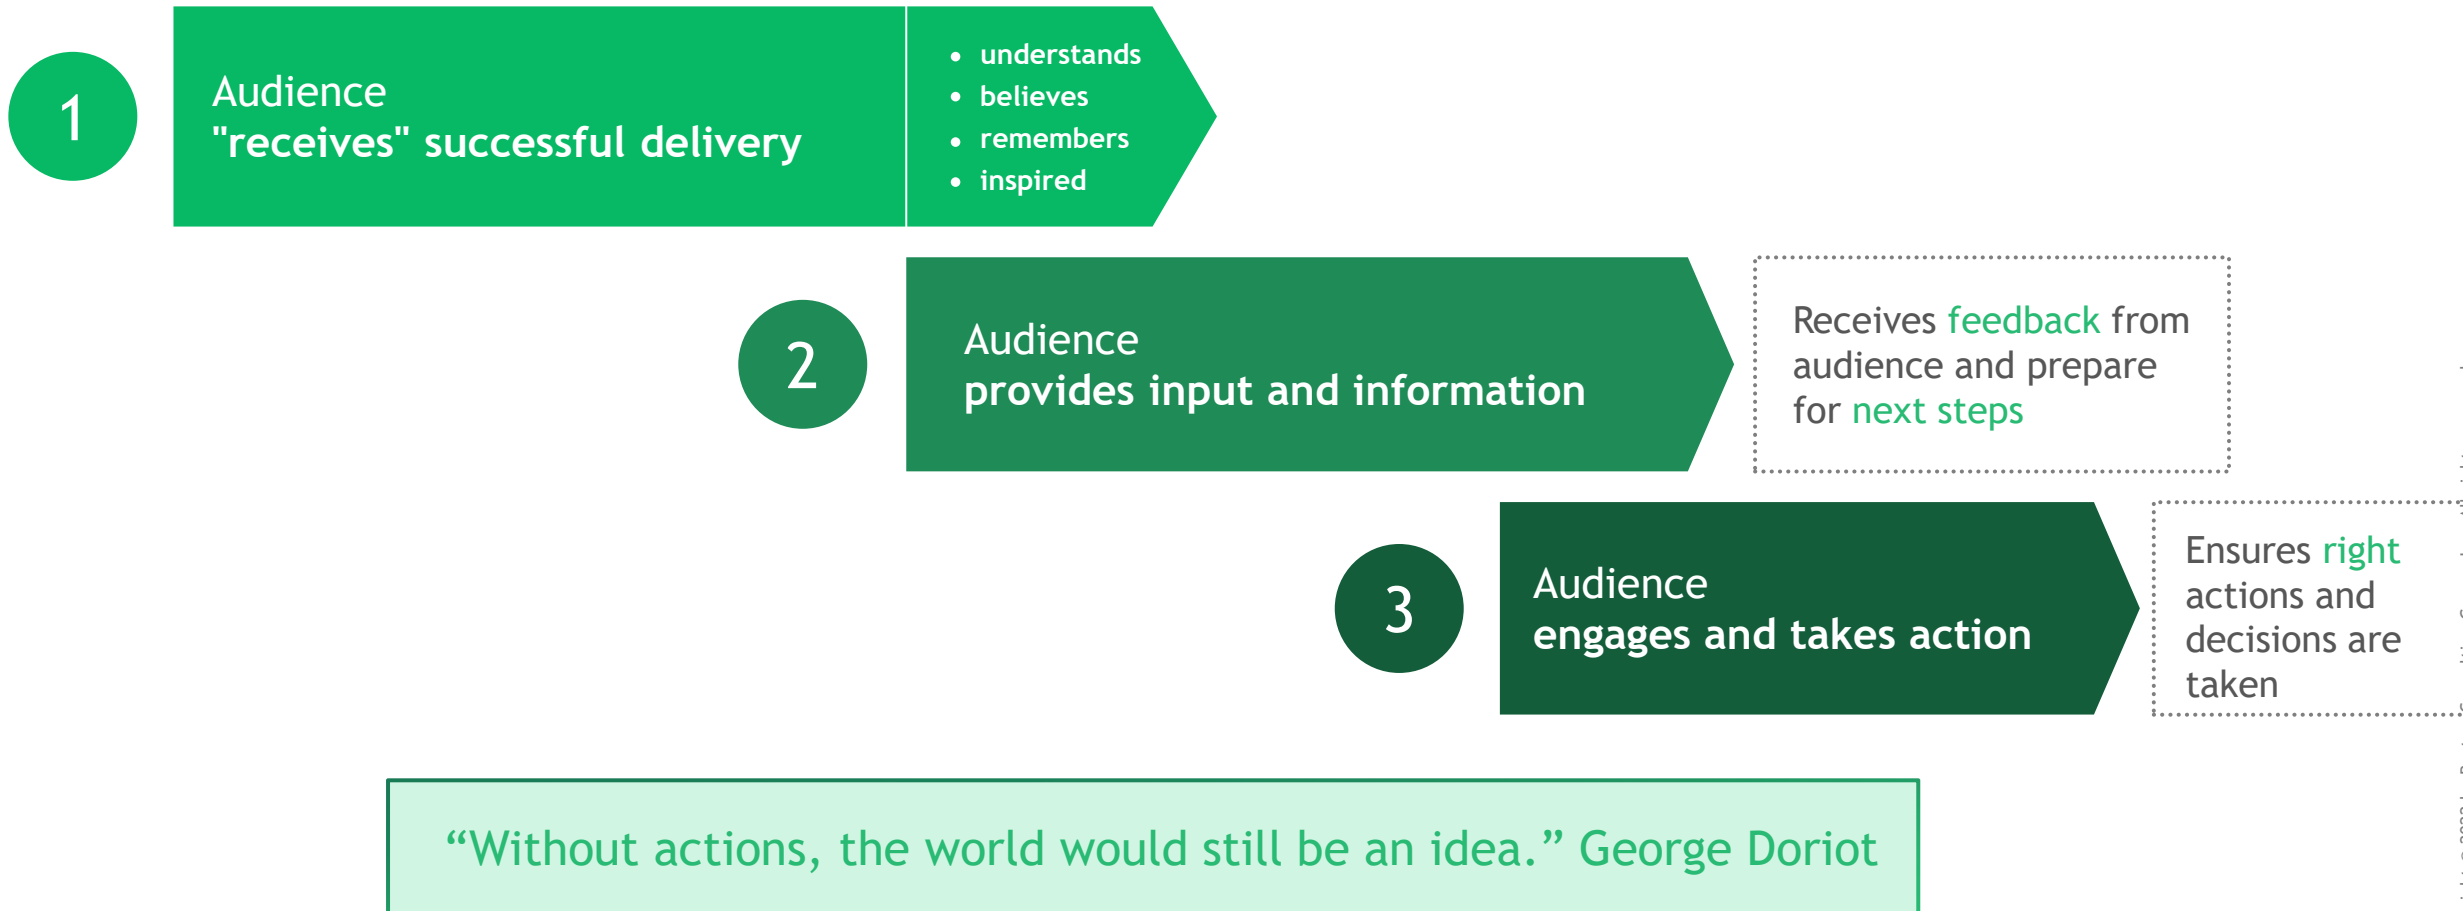 1
Audience
"receives" successful delivery
• understands
• believes
• remembers
• inspired
2
Audience
provides input and information
Receives feedback from
audience and prepare
for next steps
3
Audience
engages and takes action
Ensures right
actions and
decisions are
taken
“Without actions, the world would still be an idea.” George Doriot